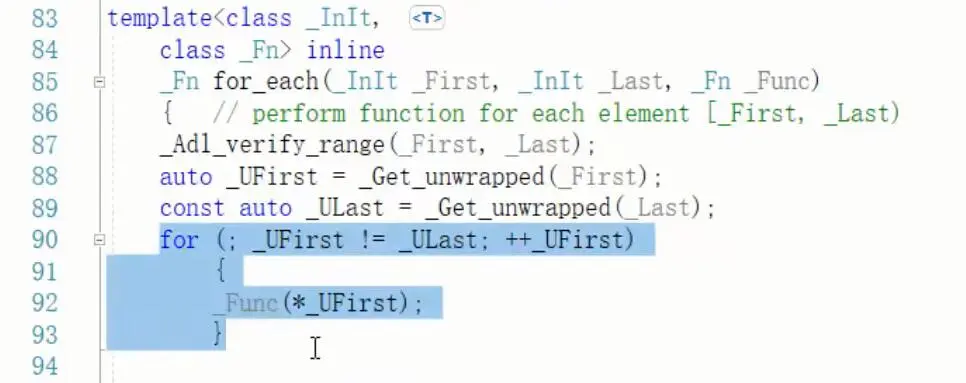 83 template<class _InIt, <T>
84 class _Fn> inline
85 _Fn for_each(_InIt _First, _InIt _Last, _Fn _Func)
86 { // perform function for each element [_First, _Last)
87 _Adl_verify_range(_First, _Last);
88 auto _UFirst = _Get_unwrapped(_First);
89 const auto _ULast = _Get_unwrapped(_Last);
90 for (; _UFirst != _ULast; ++_UFirst)
91 {
92 _Func(*_UFirst);
93 }
94